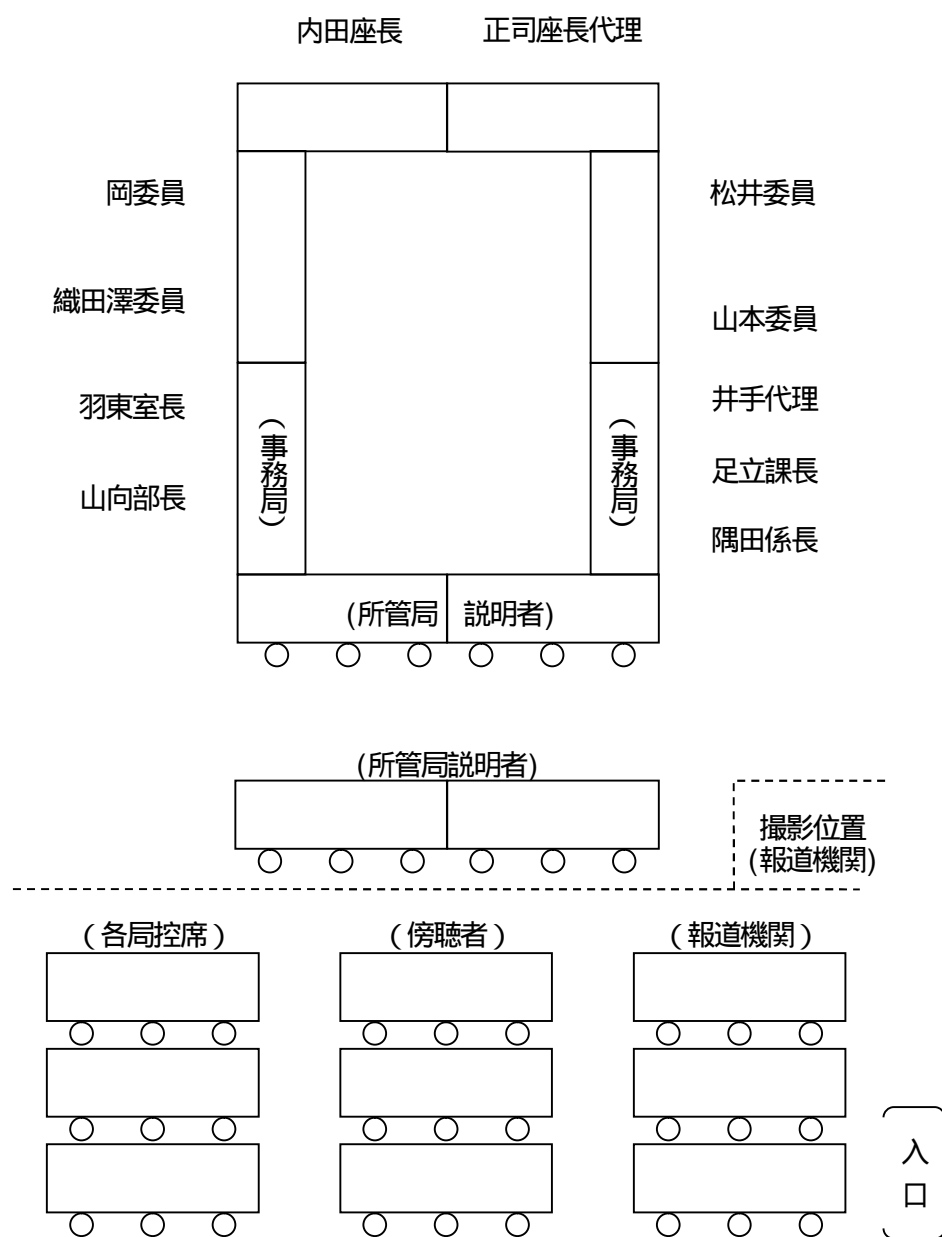 内田座長　正司座長代理
岡委員　松井委員
織田澤委員　山本委員
羽東室長　井手代理
(事務局)　(事務局)
山向部長　足立課長
隅田係長
(所管局　説明者)
(所管局説明者)
撮影位置
(報道機関)
(各局控席)　(傍聴者)　(報道機関)
入口